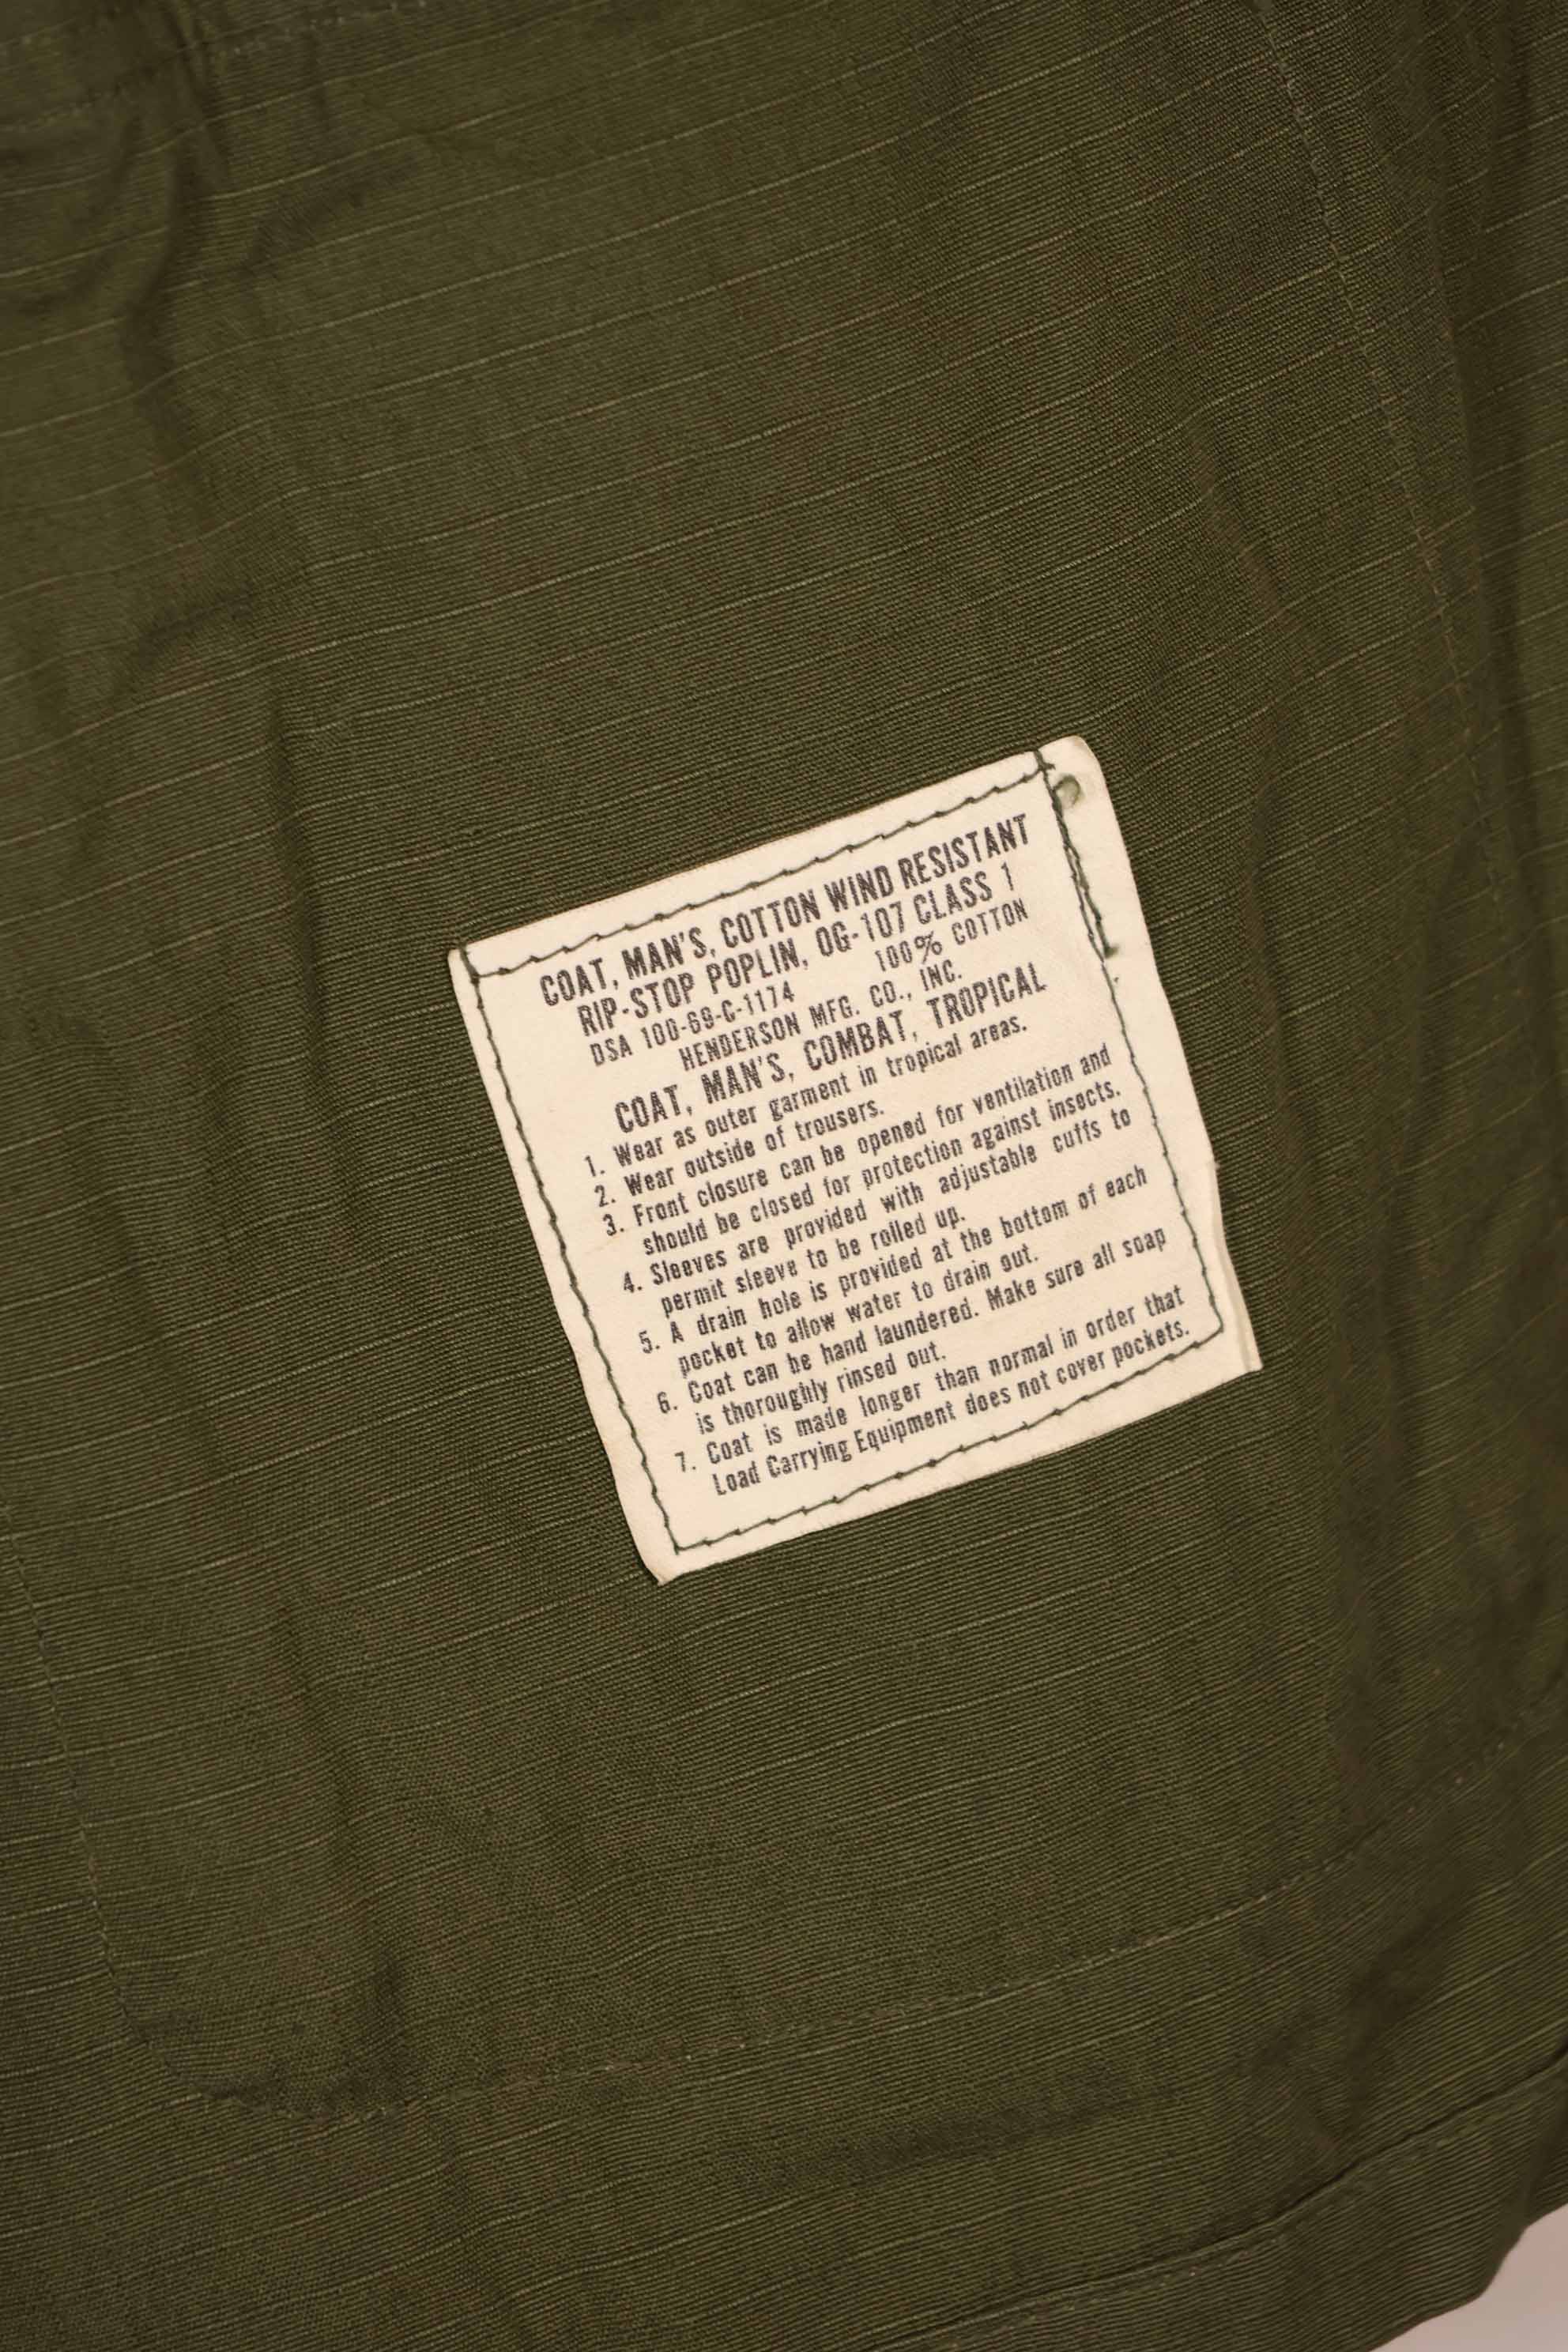 COAT, MAN'S, COTTON WIND RESISTANT
RIP-STOP POPLIN, OG-107 CLASS 1
DSA 100-69-C-1174 100% COTTON
HENDERSON MFG. CO., INC.
COAT, MAN'S, COMBAT, TROPICAL
1. Wear as outer garment in tropical areas.
2. Wear outside of trousers.
3. Front closure can be opened for ventilation and
should be closed for protection against insects.
4. Sleeves are provided with adjustable cuffs to
permit sleeve to be rolled up.
5. A drain hole is provided at the bottom of each
pocket to allow water to drain out.
6. Coat can be hand laundered. Make sure all soap
is thoroughly rinsed out.
7. Coat is made longer than normal in order that
Load Carrying Equipment does not cover pockets.